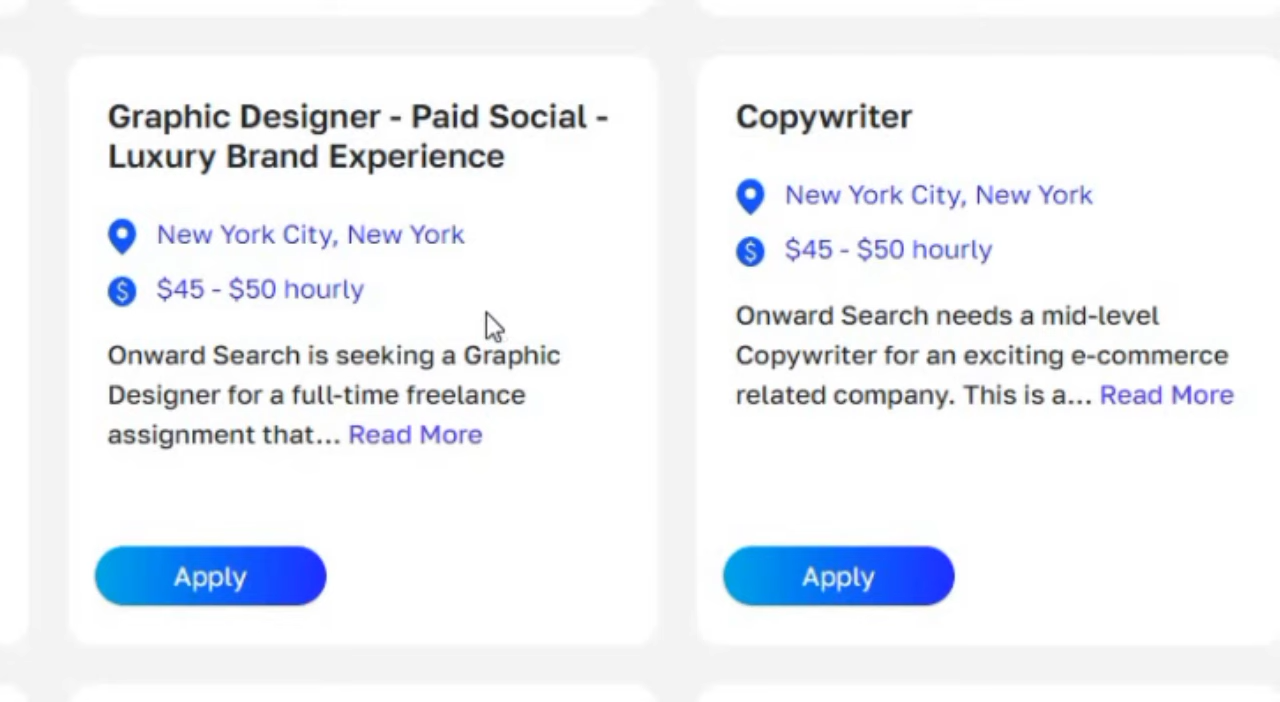 Graphic Designer - Paid Social -
Luxury Brand Experience
New York City, New York
$45 - $50 hourly
Onward Search is seeking a Graphic
Designer for a full-time freelance
assignment that... Read More
Apply
Copywriter
New York City, New York
$45 - $50 hourly
Onward Search needs a mid-level
Copywriter for an exciting e-commerce
related company. This is a... Read More
Apply